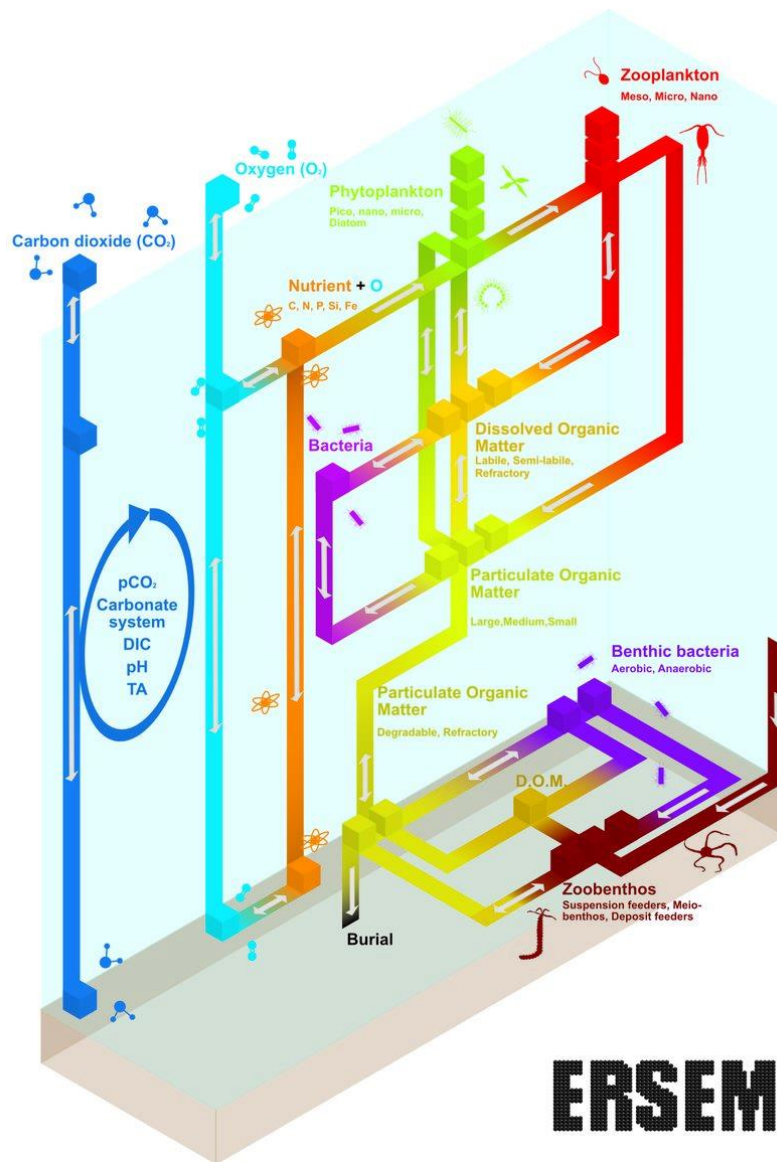 Zooplankton
Meso, Micro, Nano
Oxygen (O₂)
Phytoplankton
Pico, nano, micro,
Diatom
Carbon dioxide (CO₂)
Nutrient + O
C, N, P, Si, Fe
Bacteria
Dissolved Organic
Matter
Labile, Semi-labile,
Refractory
pCO₂
Carbonate
system
DIC
pH
TA
Particulate Organic
Matter
Large,Medium,Small
Benthic bacteria
Aerobic, Anaerobic
Particulate Organic
Matter
Degradable, Refractory
D.O.M.
Zoobenthos
Suspension feeders, Meio-
benthos, Deposit feeders
Burial
ERSEM